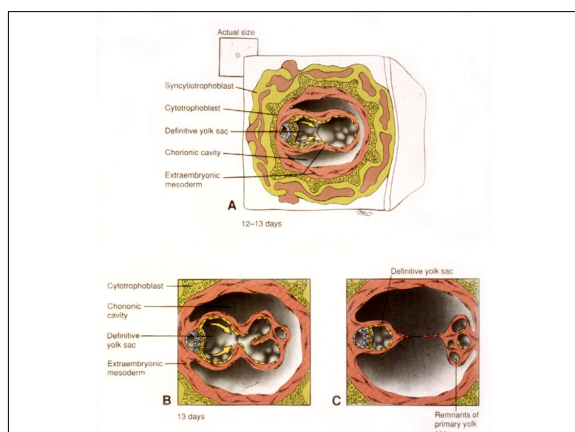 Actual size
Syncytiotrophoblast
Cytotrophoblast
Definitive yolk sac
Chorionic cavity
Extraembryonic
mesoderm
A
12–13 days
Cytotrophoblast
Chorionic
cavity
Definitive
yolk sac
Extraembryonic
mesoderm
B
13 days
Definitive yolk sac
C
Remnants of
primary yolk